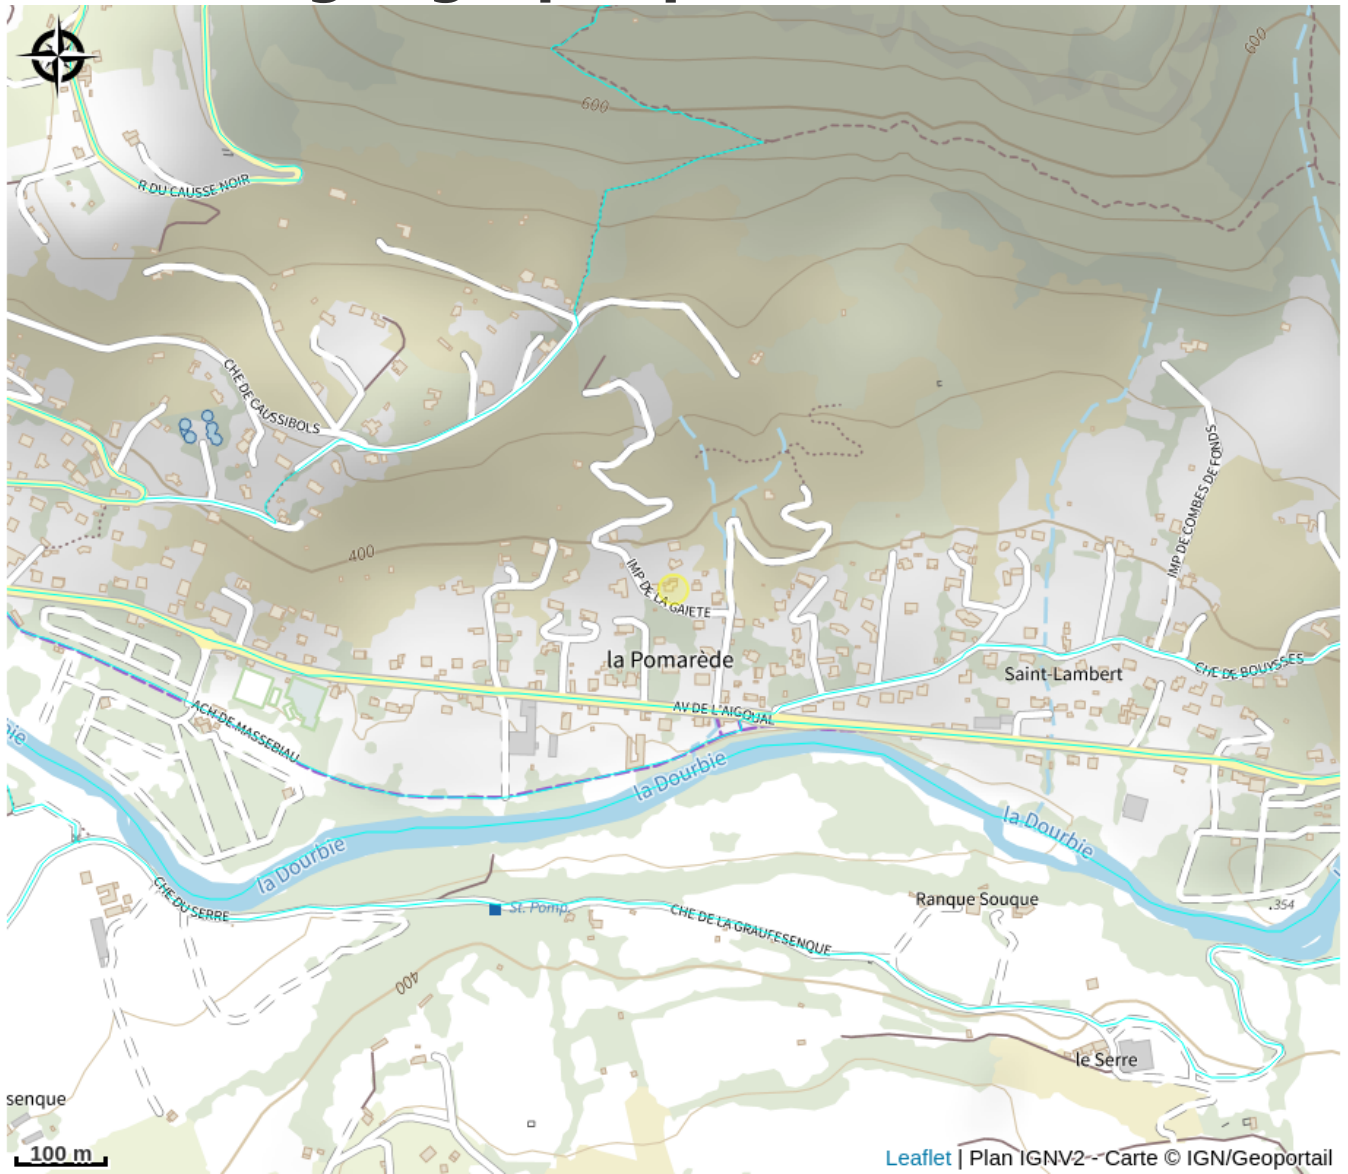 600
600
R DU CAUSSE NOIR
CHE DE CAUSSIBOLS
IMP DE COMBES DE FONDS
400
IMP DE LA GAIETE
la Pomarède
Saint-Lambert
CHE DE BOUYSSES
ACH DE MASSEBIAU
AV DE L'AIGOUAL
la Dourbie
la Dourbie
la Dourbie
CHE DU SERRE
St. Pomp
CHE DE LA GRAUFESENQUE
Ranque Souque
.354
400
le Serre
senque
100 m
Leaflet | Plan IGNV2 - Carte © IGN/Geoportail